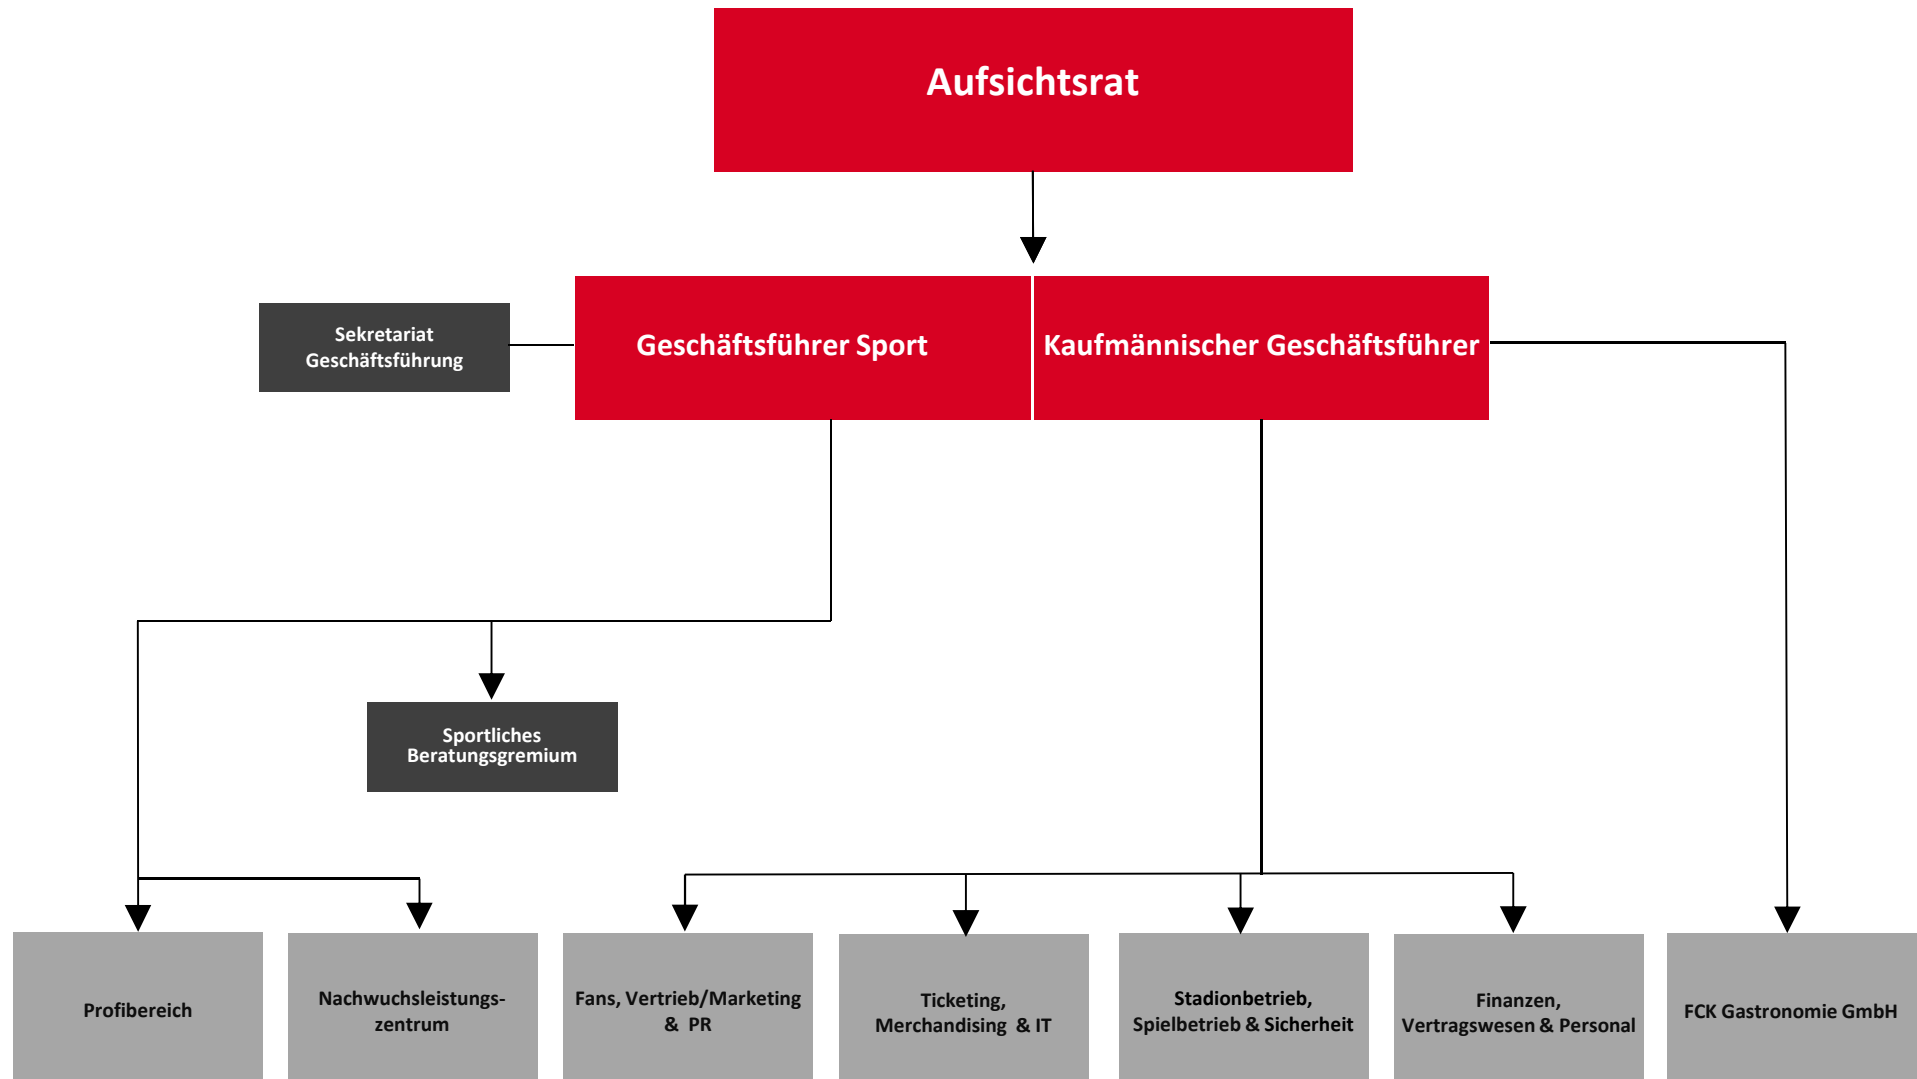 Aufsichtsrat
Sekretariat
Geschäftsführung
Geschäftsführer Sport
Kaufmännischer Geschäftsführer
Sportliches
Beratungsgremium
Profibereich
Nachwuchsleistungs-
zentrum
Fans, Vertrieb/Marketing
& PR
Ticketing,
Merchandising & IT
Stadionbetrieb,
Spielbetrieb & Sicherheit
Finanzen,
Vertragswesen & Personal
FCK Gastronomie GmbH